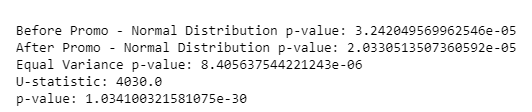 Before Promo - Normal Distribution p-value: 3.242049569962546e-05
After Promo - Normal Distribution p-value: 2.0330513507360592e-05
Equal Variance p-value: 8.405637544221243e-06
U-statistic: 4030.0
p-value: 1.034100321581075e-30